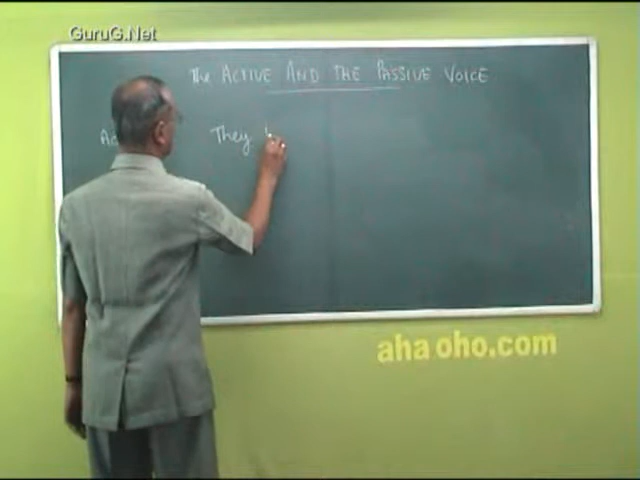 GuruG.Net
The ACTIVE AND THE PASSIVE VOICE
They
ahaoho.com